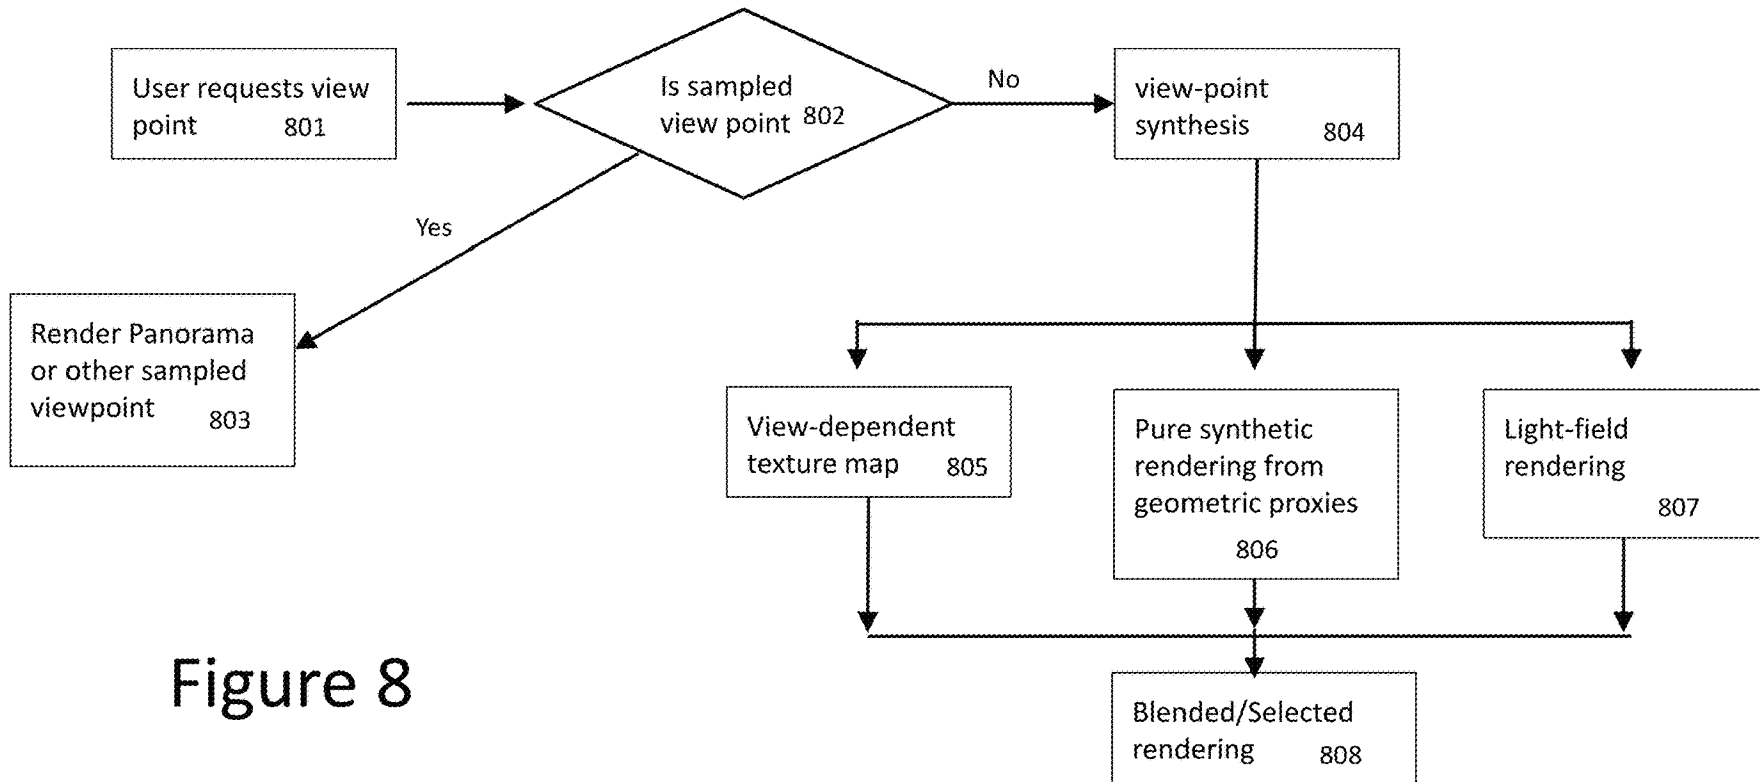 User requests view
point 801
Is sampled
view point 802
No
view-point
synthesis 804
Yes
Render Panorama
or other sampled
viewpoint 803
View-dependent
texture map 805
Pure synthetic
rendering from
geometric proxies
806
Light-field
rendering
807
Blended/Selected
rendering 808
Figure 8